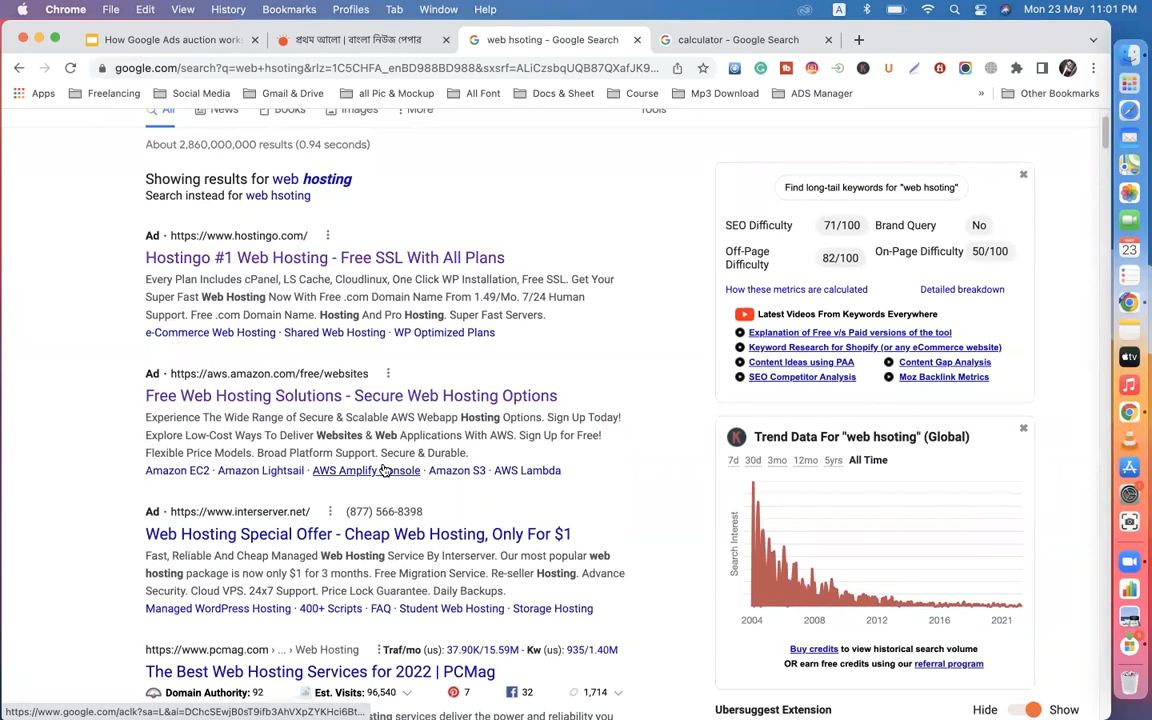 Chrome File Edit View History Bookmarks Profiles Tab Window Help A Mon 23 May 11:01 PM
How Google Ads auction work
প্রথম আলো | বাংলা নিউজ পেপার
web hsoting - Google Search
calculator - Google Search
google.com/search?q=web+hsoting&rlz=1C5CHFA_enBD988BD988&sxsrf=ALiCzsbqUQB87QXafJK9...
Apps Freelancing Social Media Gmail & Drive all Pic & Mockup All Font Docs & Sheet Course Mp3 Download ADS Manager » Other Bookmarks
All News Books Images More Tools
About 2,860,000,000 results (0.94 seconds)
Showing results for web hosting
Search instead for web hsoting
Ad · https://www.hostingo.com/
Hostingo #1 Web Hosting - Free SSL With All Plans
Every Plan Includes cPanel, LS Cache, Cloudlinux, One Click WP Installation, Free SSL. Get Your
Super Fast Web Hosting Now With Free .com Domain Name From 1.49/Mo. 7/24 Human
Support. Free .com Domain Name. Hosting And Pro Hosting. Super Fast Servers.
e-Commerce Web Hosting · Shared Web Hosting · WP Optimized Plans
Ad · https://www.aws.amazon.com/free/websites
Free Web Hosting Solutions - Secure Web Hosting Options
Experience The Wide Range of Secure & Scalable AWS Webapp Hosting Options. Sign Up Today!
Explore Low-Cost Ways To Deliver Websites & Web Applications With AWS. Sign Up for Free!
Flexible Price Models. Broad Platform Support. Secure & Durable.
Amazon EC2 · Amazon Lightsail · AWS Amplify Console · Amazon S3 · AWS Lambda
Ad · https://www.interserver.net/ (877) 566-8398
Web Hosting Special Offer - Cheap Web Hosting, Only For $1
Fast, Reliable And Cheap Managed Web Hosting Service By Interserver. Our most popular web
hosting package is now only $1 for 3 months. Free Migration Service. Re-seller Hosting. Advance
Security. Cloud VPS. 24x7 Support. Price Lock Guarantee. Daily Backups.
Managed WordPress Hosting · 400+ Scripts · FAQ · Student Web Hosting · Storage Hosting
https://www.pcmag.com › ... › Web Hosting Traf/mo (us): 37.90K/15.59M - Kw (us): 935/1.40M
The Best Web Hosting Services for 2022 | PCMag
Domain Authority: 92 Est. Visits: 96,540 7 32 1,714
sting services deliver the power and reliability you
https://www.google.com/aclk?sa=L&ai=DChcSEwjB0sT9ifb3AhVXpZYKHCi6Bt...
Find long-tail keywords for "web hsoting"
SEO Difficulty 71/100 Brand Query No
Off-Page Difficulty 82/100 On-Page Difficulty 50/100
How these metrics are calculated Detailed breakdown
Latest Videos From Keywords Everywhere
Explanation of Free v/s Paid versions of the tool
Keyword Research for Shopify (or any eCommerce website)
Content Ideas using PAA Content Gap Analysis
SEO Competitor Analysis Moz Backlink Metrics
Trend Data For "web hsoting" (Global)
7d 30d 3mo 12mo 5yrs All Time
Search Interest
2004 2008 2012 2016 2021
Buy credits to view historical search volume
OR earn free credits using our referral program
Ubersuggest Extension Hide Show